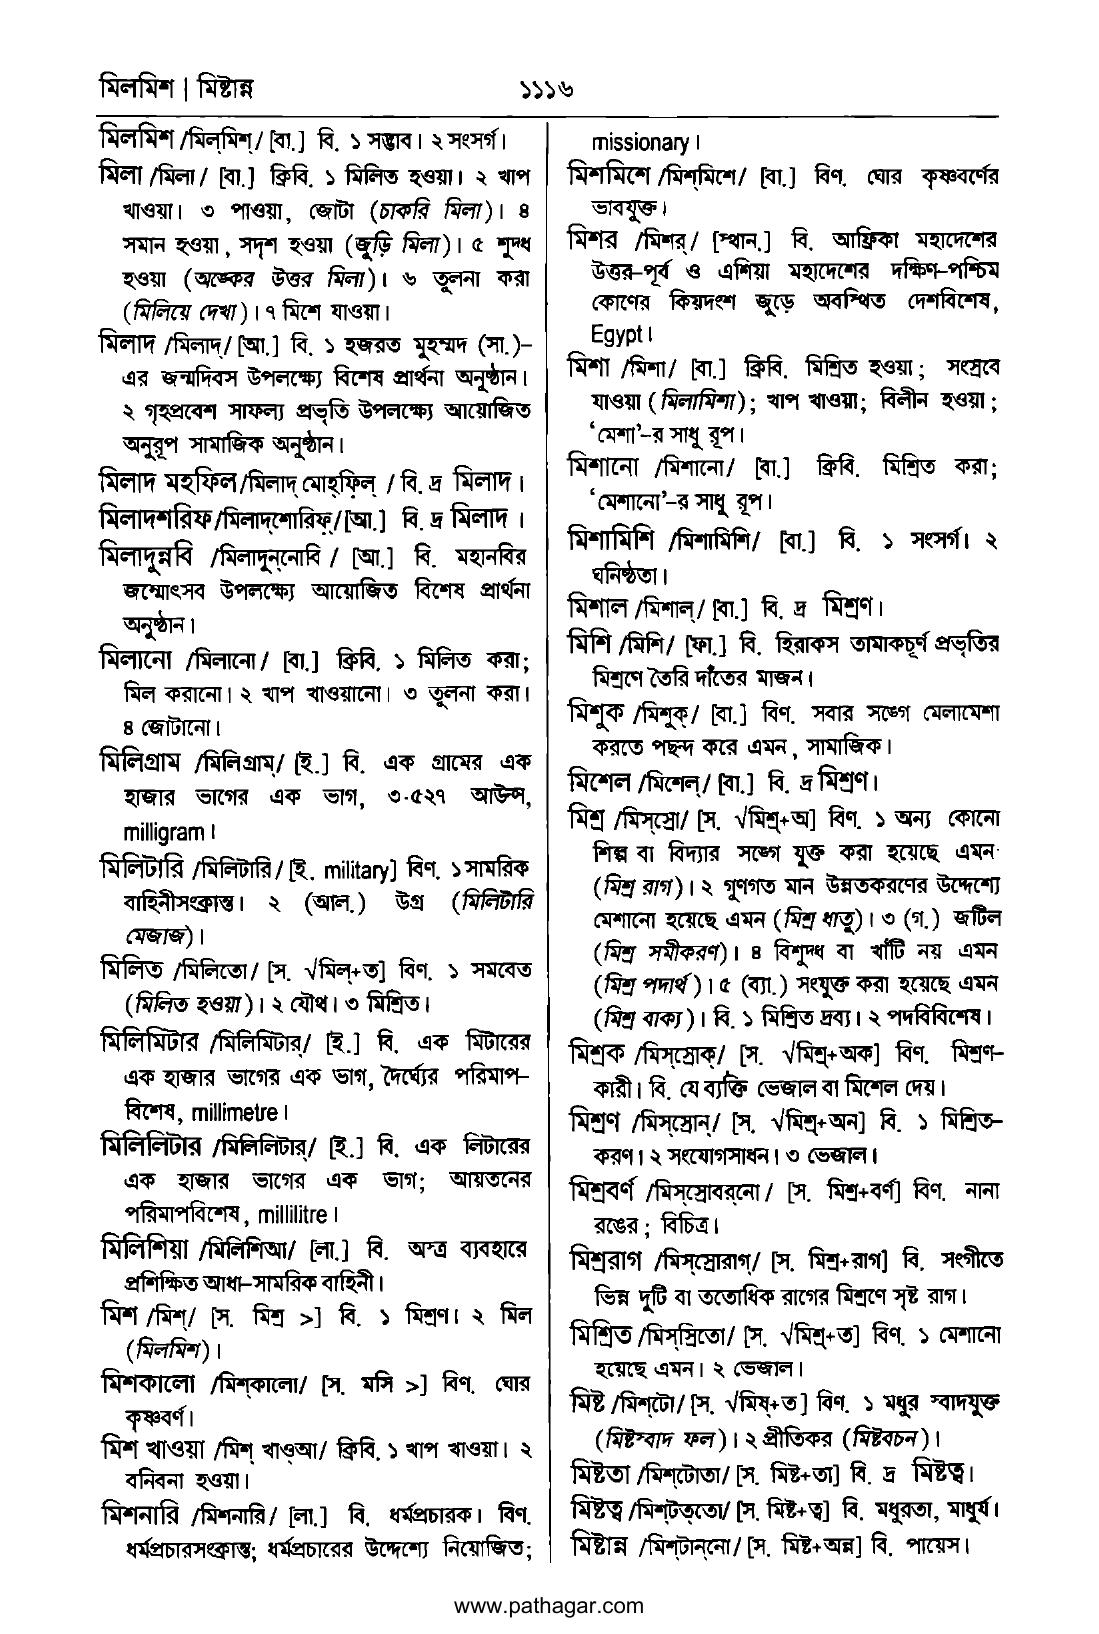 মিলমিশ | মিষ্টান্ন
১১১৬
মিলমিশ /মিল্‌মিশ্‌/ [বা.] বি. ১ সদ্ভাব। ২ সংসর্গ।
মিলা /মিলা/ [বা.] ক্রিবি. ১ মিলিত হওয়া। ২ খাপ
খাওয়া। ৩ পাওয়া, জোটা (চাকরি মিলা)। ৪
সমান হওয়া, সদৃশ হওয়া (জুড়ি মিলা)। ৫ শুদ্ধ
হওয়া (অঙ্কের উত্তর মিলা)। ৬ তুলনা করা
(মিলিয়ে দেখা)। ৭ মিশে যাওয়া।
মিলাদ /মিলাদ্‌/ [আ.] বি. ১ হজরত মুহম্মদ (সা.)–
এর জন্মদিবস উপলক্ষ্যে বিশেষ প্রার্থনা অনুষ্ঠান।
২ গৃহপ্রবেশ সাফল্য প্রভৃতি উপলক্ষ্যে আয়োজিত
অনুরূপ সামাজিক অনুষ্ঠান।
মিলাদ মহফিল/মিলাদ্‌ মোহ্‌ফিল্‌ / বি. দ্র মিলাদ।
মিলাদশরিফ/মিলাদ্‌শোরিফ্‌/[আ.] বি. দ্র মিলাদ ।
মিলাদুন্নবি /মিলাদুন্‌নোবি / [আ.] বি. মহানবির
জন্মোৎসব উপলক্ষ্যে আয়োজিত বিশেষ প্রার্থনা
অনুষ্ঠান।
মিলানো /মিলানো/ [বা.] ক্রিবি. ১ মিলিত করা;
মিল করানো। ২ খাপ খাওয়ানো। ৩ তুলনা করা।
৪ জোটানো।
মিলিগ্রাম /মিলিগ্রাম্‌/ [ই.] বি. এক গ্রামের এক
হাজার ভাগের এক ভাগ, ৩·৫২৭ আউন্স,
milligram।
মিলিটারি /মিলিটারি/ [ই. military] বিণ. ১সামরিক
বাহিনীসংক্রান্ত। ২ (আল.) উগ্র (মিলিটারি
মেজাজ)।
মিলিত /মিলিতো/ [স. √মিল্‌+ত] বিণ. ১ সমবেত
(মিলিত হওয়া)। ২ যৌথ। ৩ মিশ্রিত।
মিলিমিটার /মিলিমিটার্‌/ [ই.] বি. এক মিটারের
এক হাজার ভাগের এক ভাগ, দৈর্ঘ্যের পরিমাপ–
বিশেষ, millimetre।
মিলিলিটার /মিলিলিটার্‌/ [ই.] বি. এক লিটারের
এক হাজার ভাগের এক ভাগ; আয়তনের
পরিমাপবিশেষ, millilitre।
মিলিশিয়া /মিলিশিআ/ [লা.] বি. অস্ত্র ব্যবহারে
প্রশিক্ষিত আধা–সামরিক বাহিনী।
মিশ /মিশ্‌/ [স. মিশ্র >] বি. ১ মিশ্রণ। ২ মিল
(মিলমিশ)।
মিশকালো /মিশ্‌কালো/ [স. মসি >] বিণ. ঘোর
কৃষ্ণবর্ণ।
মিশ খাওয়া /মিশ্‌ খাওআ/ ক্রিবি. ১ খাপ খাওয়া। ২
বনিবনা হওয়া।
মিশনারি /মিশনারি/ [লা.] বি. ধর্মপ্রচারক। বিণ.
ধর্মপ্রচারসংক্রান্ত; ধর্মপ্রচারের উদ্দেশ্যে নিয়োজিত;
missionary।
মিশমিশে /মিশ্‌মিশে/ [বা.] বিণ. ঘোর কৃষ্ণবর্ণের
ভাবযুক্ত।
মিশর /মিশর্‌/ [স্থান.] বি. আফ্রিকা মহাদেশের
উত্তর–পূর্ব ও এশিয়া মহাদেশের দক্ষিণ–পশ্চিম
কোণের কিয়দংশ জুড়ে অবস্থিত দেশবিশেষ,
Egypt।
মিশা /মিশা/ [বা.] ক্রিবি. মিশ্রিত হওয়া; সংস্রবে
যাওয়া (মিলামিশা); খাপ খাওয়া; বিলীন হওয়া;
‘মেশা’–র সাধু রূপ।
মিশানো /মিশানো/ [বা.] ক্রিবি. মিশ্রিত করা;
‘মেশানো’–র সাধু রূপ।
মিশামিশি /মিশামিশি/ [বা.] বি. ১ সংসর্গ। ২
ঘনিষ্ঠতা।
মিশাল /মিশাল্‌/ [বা.] বি. দ্র মিশ্রণ।
মিশি /মিশি/ [ফা.] বি. হিরাকস তামাকচূর্ণ প্রভৃতির
মিশ্রণে তৈরি দাঁতের মাজন।
মিশুক /মিশুক্‌/ [বা.] বিণ. সবার সঙ্গে মেলামেশা
করতে পছন্দ করে এমন, সামাজিক।
মিশেল /মিশেল্‌/ [বা.] বি. দ্র মিশ্রণ।
মিশ্র /মিস্‌স্রো/ [স. √মিশ্র্‌+অ] বিণ. ১ অন্য কোনো
শিল্প বা বিদ্যার সঙ্গে যুক্ত করা হয়েছে এমন
(মিশ্র রাগ)। ২ গুণগত মান উন্নতকরণের উদ্দেশ্যে
মেশানো হয়েছে এমন (মিশ্র ধাতু)। ৩ (গ.) জটিল
(মিশ্র সমীকরণ)। ৪ বিশুদ্ধ বা খাঁটি নয় এমন
(মিশ্র পদার্থ)। ৫ (ব্যা.) সংযুক্ত করা হয়েছে এমন
(মিশ্র বাক্য)। বি. ১ মিশ্রিত দ্রব্য। ২ পদবিবিশেষ।
মিশ্রক /মিস্‌স্রোক্‌/ [স. √মিশ্র্‌+অক] বিণ. মিশ্রণ–
কারী। বি. যে ব্যক্তি ভেজাল বা মিশেল দেয়।
মিশ্রণ /মিস্‌স্রোন্‌/ [স. √মিশ্র্‌+অন] বি. ১ মিশ্রিত–
করণ। ২ সংযোগসাধন। ৩ ভেজাল।
মিশ্রবর্ণ /মিস্‌স্রোবর্‌নো/ [স. মিশ্র+বর্ণ] বিণ. নানা
রঙের; বিচিত্র।
মিশ্ররাগ /মিস্‌স্রোরাগ্‌/ [স. মিশ্র+রাগ] বি. সংগীতে
ভিন্ন দুটি বা ততোধিক রাগের মিশ্রণে সৃষ্ট রাগ।
মিশ্রিত /মিস্‌স্রিতো/ [স. √মিশ্র্‌+ত] বিণ. ১ মেশানো
হয়েছে এমন। ২ ভেজাল।
মিষ্ট /মিশ্‌টো/ [স. √মিষ্‌+ত] বিণ. ১ মধুর স্বাদযুক্ত
(মিষ্টস্বাদ ফল)। ২ প্রীতিকর (মিষ্টবচন)।
মিষ্টতা /মিশ্‌টোতা/ [স. মিষ্ট+তা] বি. দ্র মিষ্টত্ব।
মিষ্টত্ব /মিশ্‌টত্‌তো/ [স. মিষ্ট+ত্ব] বি. মধুরতা, মাধুর্য।
মিষ্টান্ন /মিশ্‌টান্‌নো/ [স. মিষ্ট+অন্ন] বি. পায়েস।
www.pathagar.com